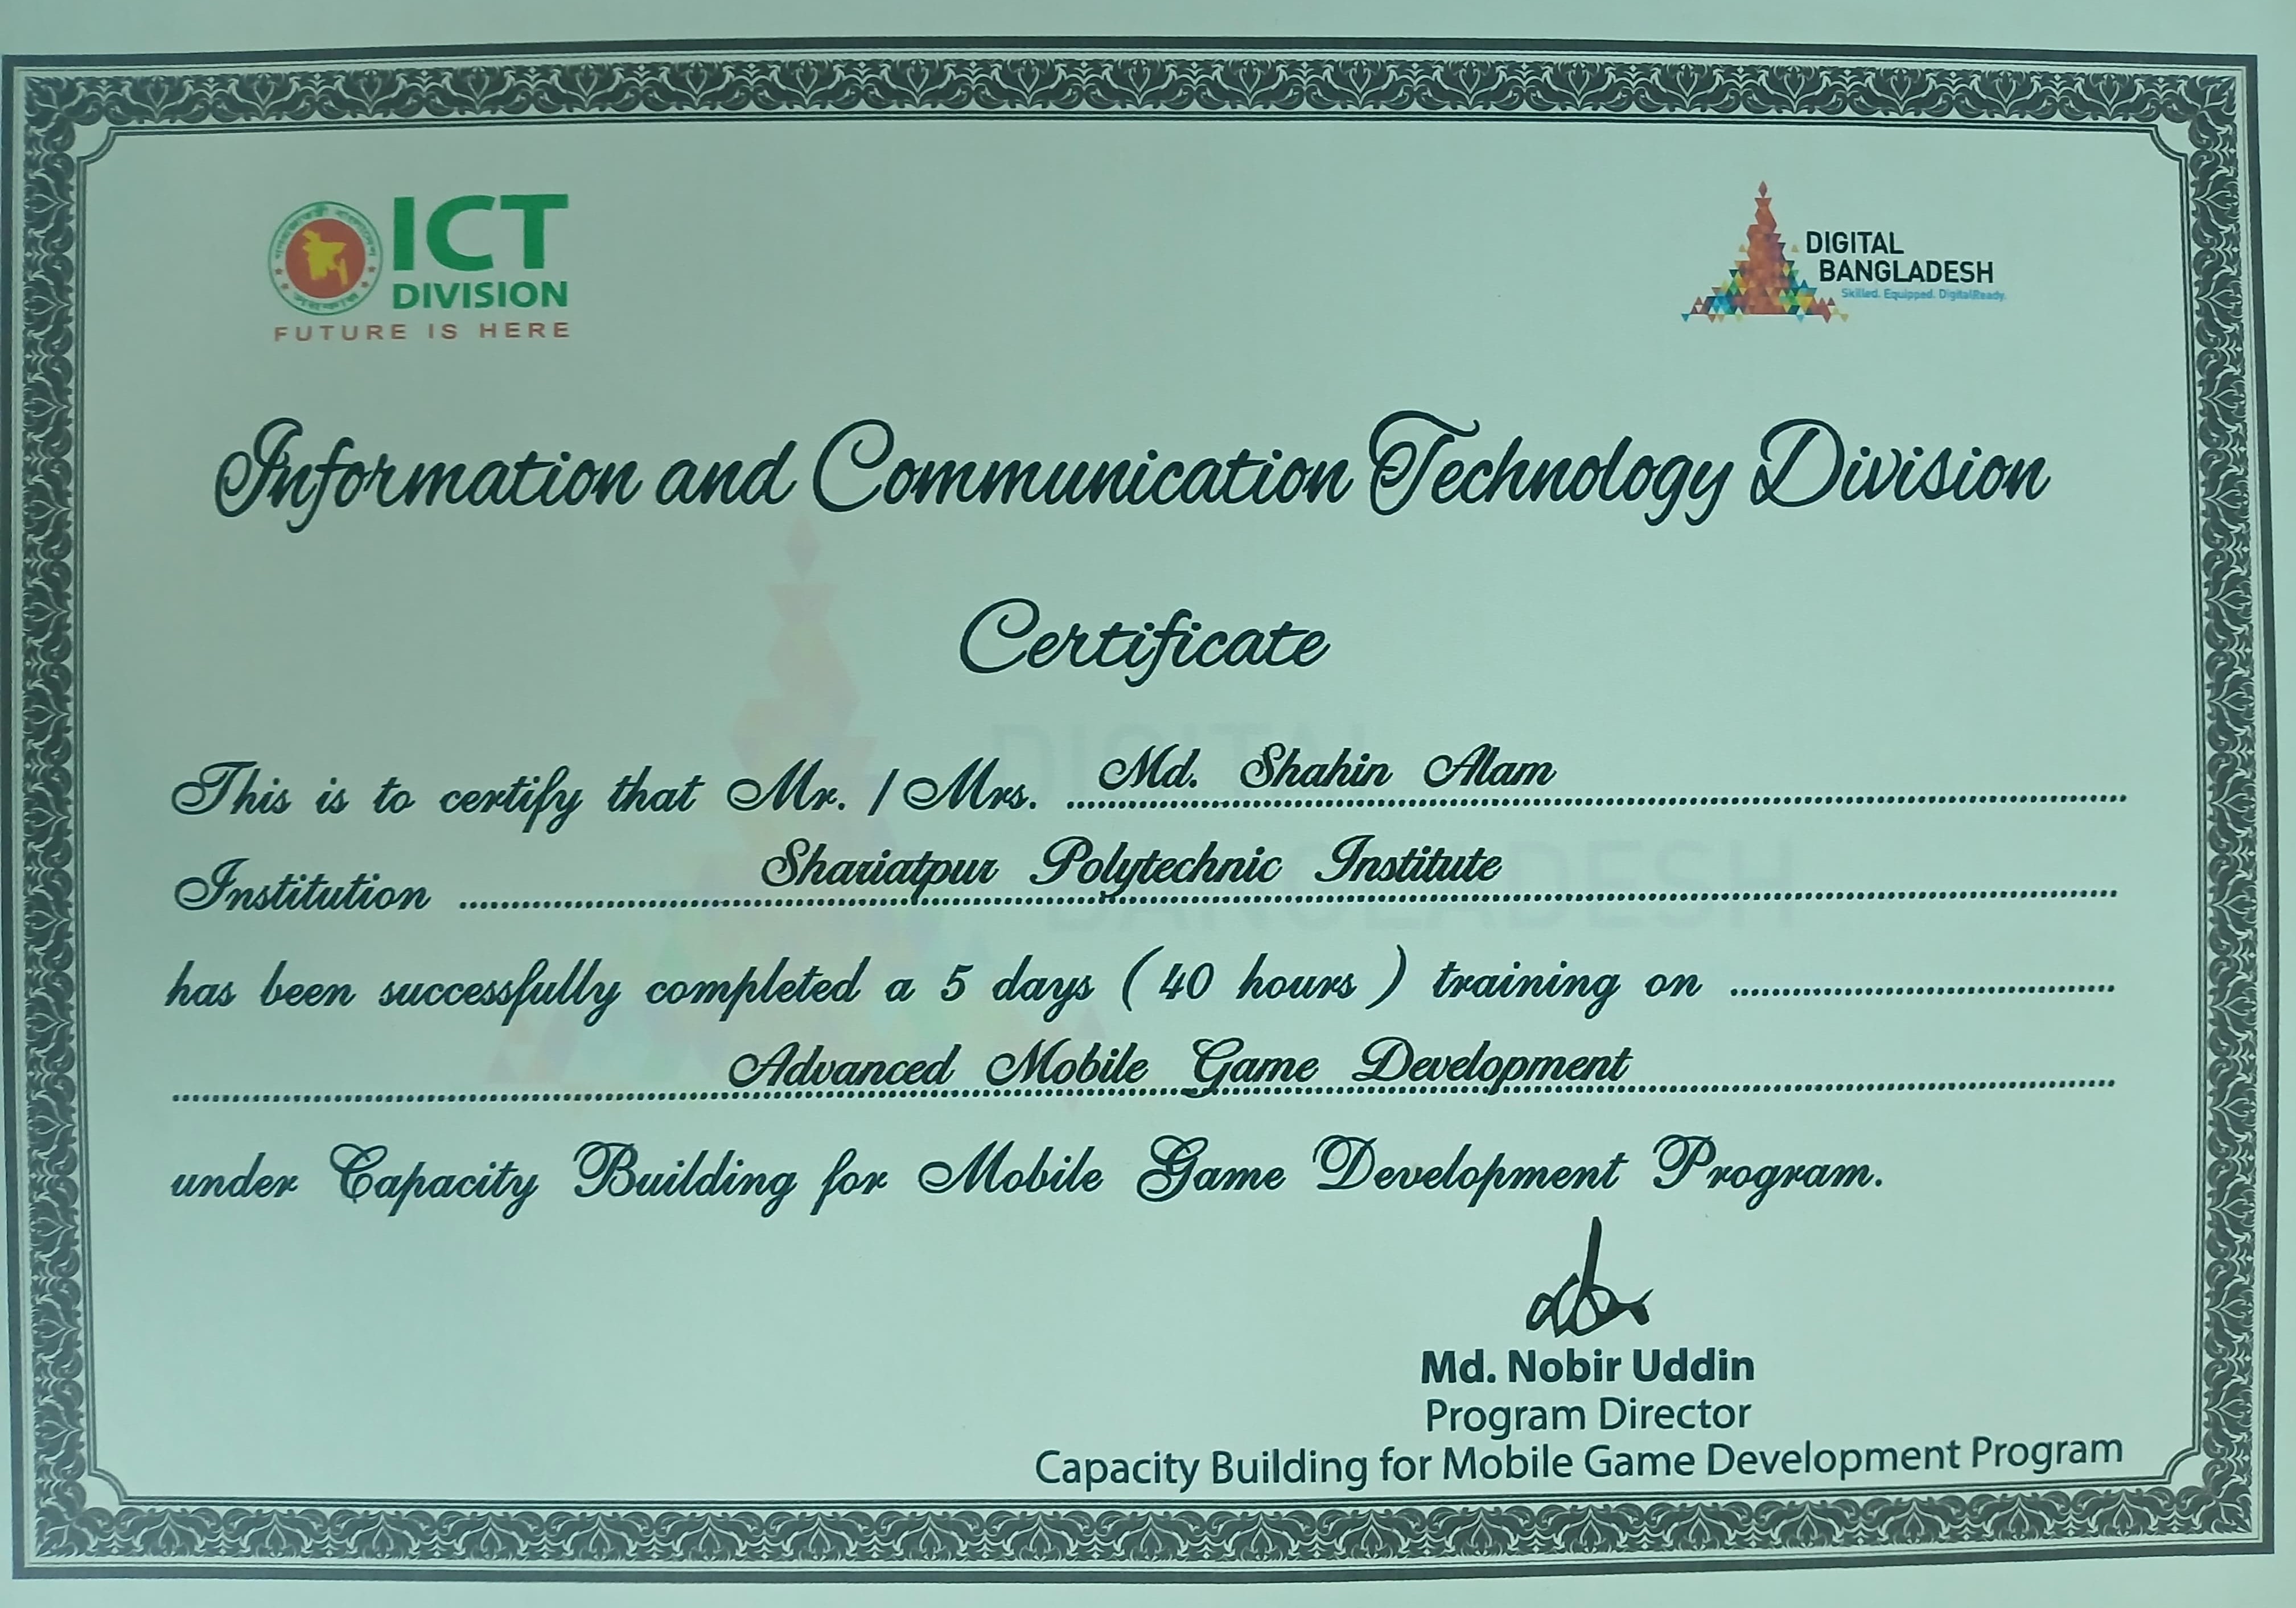 ICT
DIVISION
FUTURE IS HERE
DIGITAL
BANGLADESH
Skilled. Equipped. DigitalReady.
Information and Communication Technology Division
Certificate
This is to certify that Mr. / Mrs. Md. Shahin Alam
Institution Shariatpur Polytechnic Institute
has been successfully completed a 5 days ( 40 hours ) training on
Advanced Mobile Game Development
under Capacity Building for Mobile Game Development Program.
Md. Nobir Uddin
Program Director
Capacity Building for Mobile Game Development Program
DIGITAL
BANGLADESH